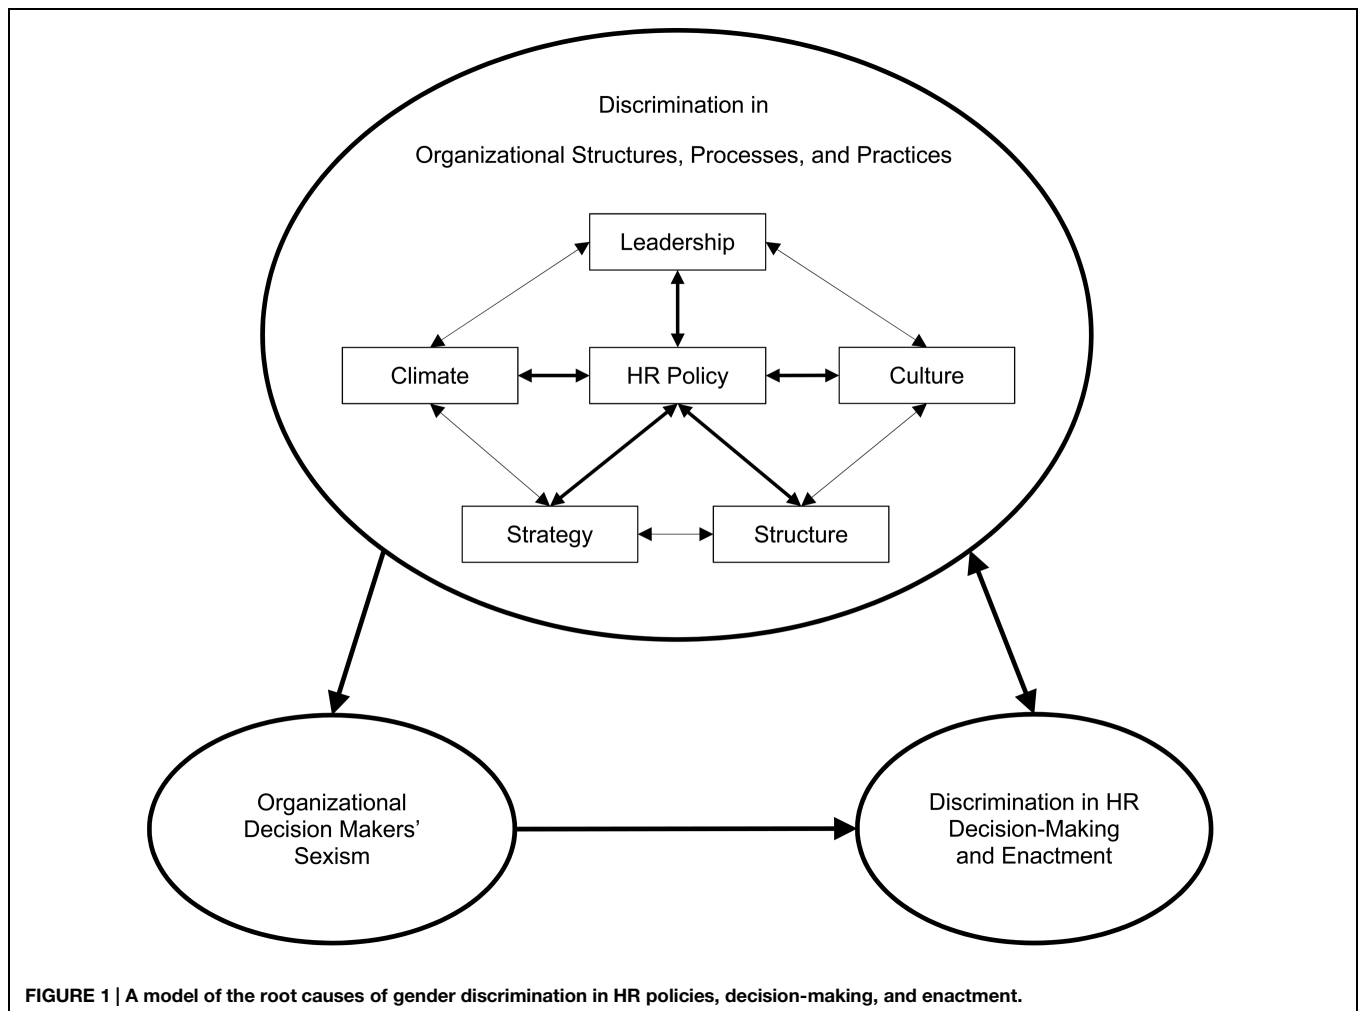 Discrimination in
Organizational Structures, Processes, and Practices
Leadership
Climate
HR Policy
Culture
Strategy
Structure
Organizational
Decision Makers’
Sexism
Discrimination in HR
Decision-Making
and Enactment
FIGURE 1 | A model of the root causes of gender discrimination in HR policies, decision-making, and enactment.